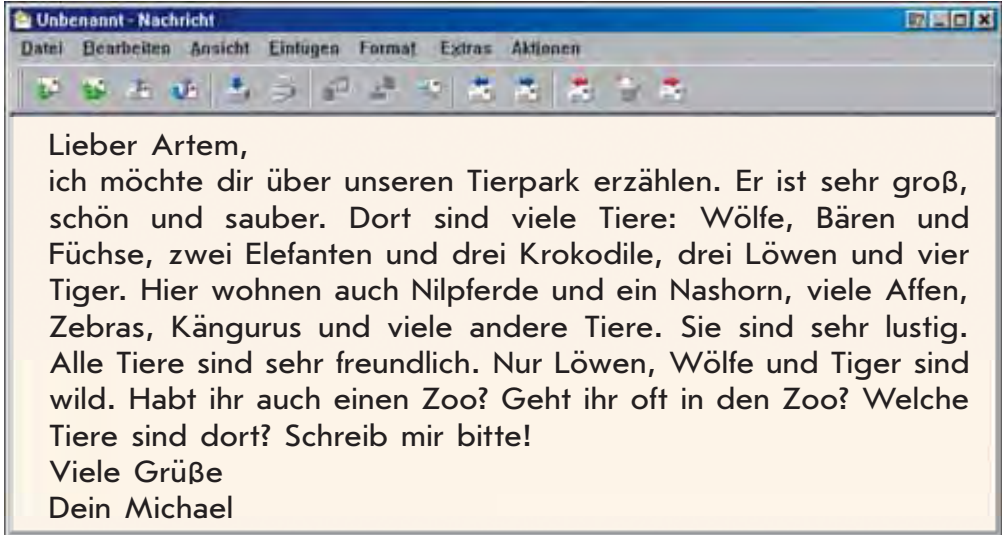 Unbenannt - Nachricht
Datei Bearbeiten Ansicht Einfügen Format Extras Aktionen
Lieber Artem,
ich möchte dir über unseren Tierpark erzählen. Er ist sehr groß,
schön und sauber. Dort sind viele Tiere: Wölfe, Bären und
Füchse, zwei Elefanten und drei Krokodile, drei Löwen und vier
Tiger. Hier wohnen auch Nilpferde und ein Nashorn, viele Affen,
Zebras, Kängurus und viele andere Tiere. Sie sind sehr lustig.
Alle Tiere sind sehr freundlich. Nur Löwen, Wölfe und Tiger sind
wild. Habt ihr auch einen Zoo? Geht ihr oft in den Zoo? Welche
Tiere sind dort? Schreib mir bitte!
Viele Grüße
Dein Michael